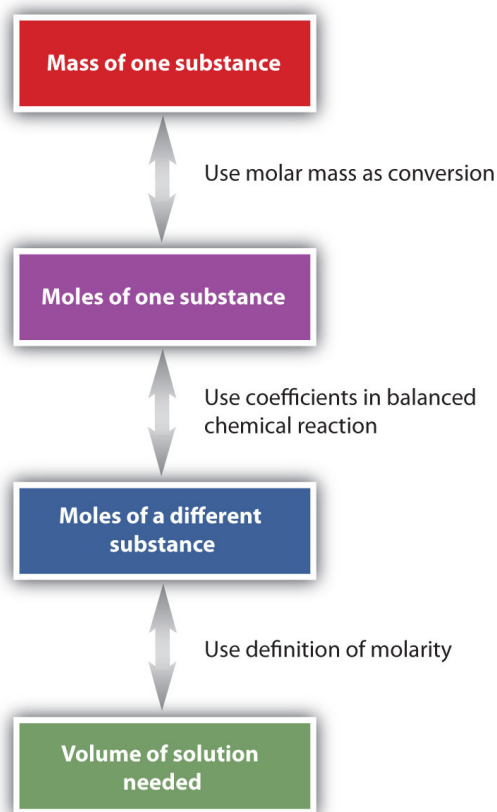 Mass of one substance
Use molar mass as conversion
Moles of one substance
Use coefficients in balanced
chemical reaction
Moles of a different
substance
Use definition of molarity
Volume of solution
needed